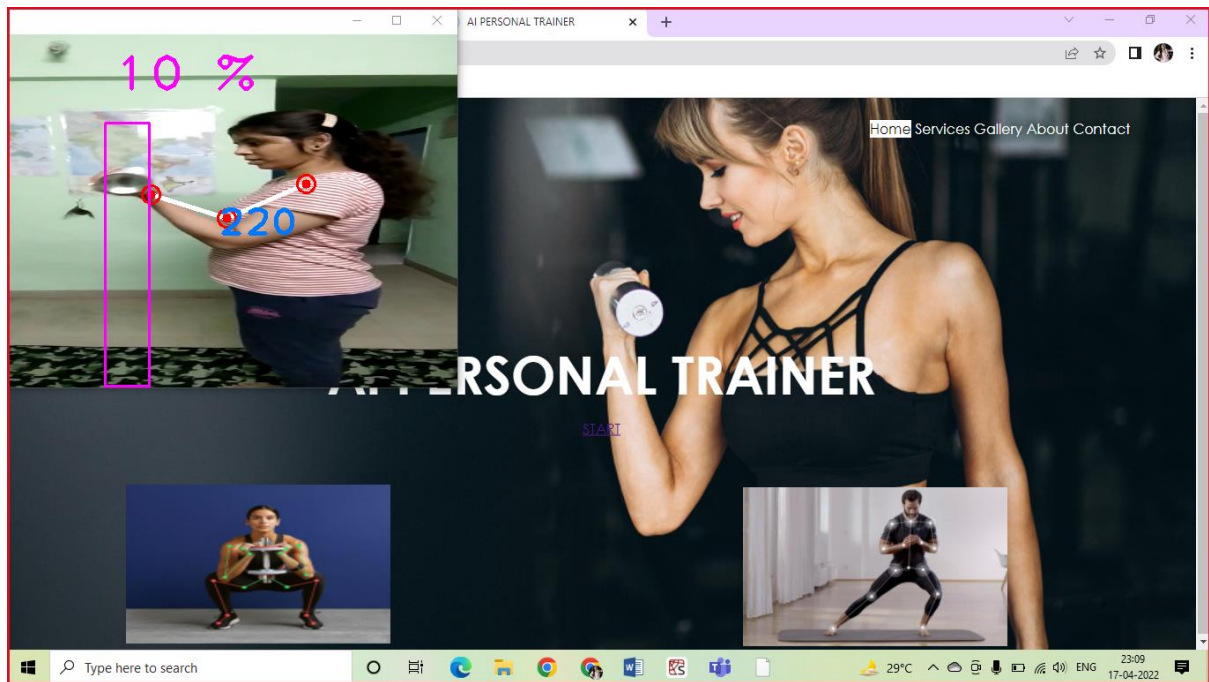 AI PERSONAL TRAINER
10 %
220
Home Services Gallery About Contact
RSONAL TRAINER
START
Type here to search
29°C
ENG
23:09
17-04-2022